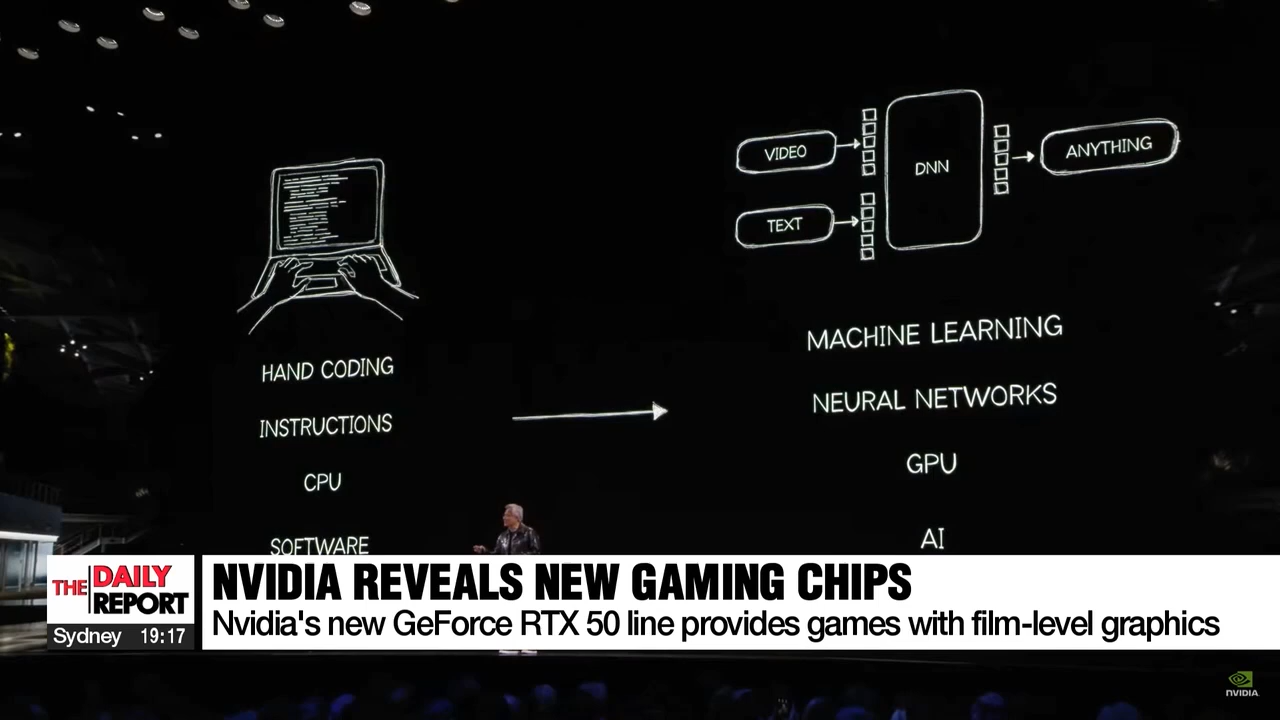 VIDEO
TEXT
DNN
ANYTHING
HAND CODING
INSTRUCTIONS
CPU
SOFTWARE
MACHINE LEARNING
NEURAL NETWORKS
GPU
AI
THE DAILY REPORT
Sydney 19:17
NVIDIA REVEALS NEW GAMING CHIPS
Nvidia's new GeForce RTX 50 line provides games with film-level graphics
NVIDIA